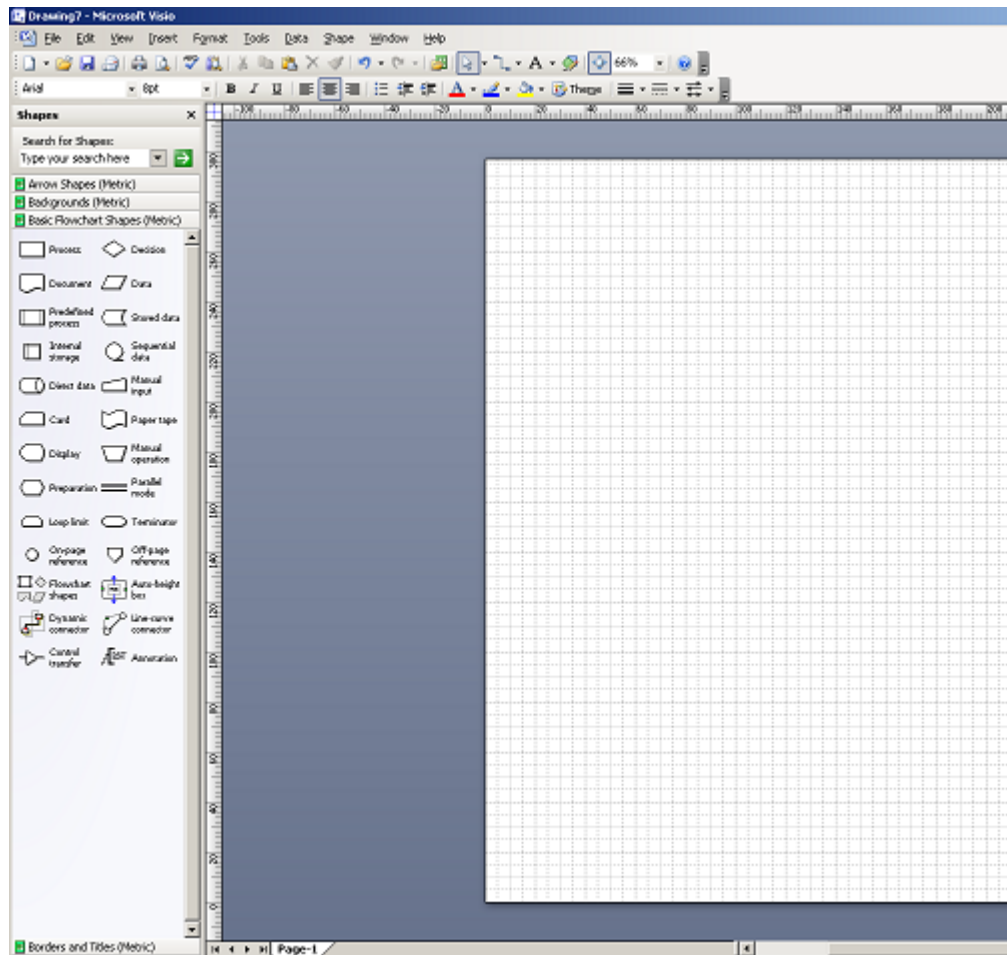 Drawing7 - Microsoft Visio
File Edit View Insert Format Tools Data Shape Window Help
66%
Arial 8pt B I U Theme
Shapes
Search for Shapes:
Type your search here
Arrow Shapes (Metric)
Backgrounds (Metric)
Basic Flowchart Shapes (Metric)
Process Decision
Document Data
Predefined process Stored data
Internal storage Sequential data
Direct data Manual input
Card Paper tape
Display Manual operation
Preparation Parallel mode
Loop limit Terminator
On-page reference Off-page reference
Flowchart shapes Auto-height box
Dynamic connector Line-curve connector
Control transfer Annotation
Borders and Titles (Metric)
Page-1